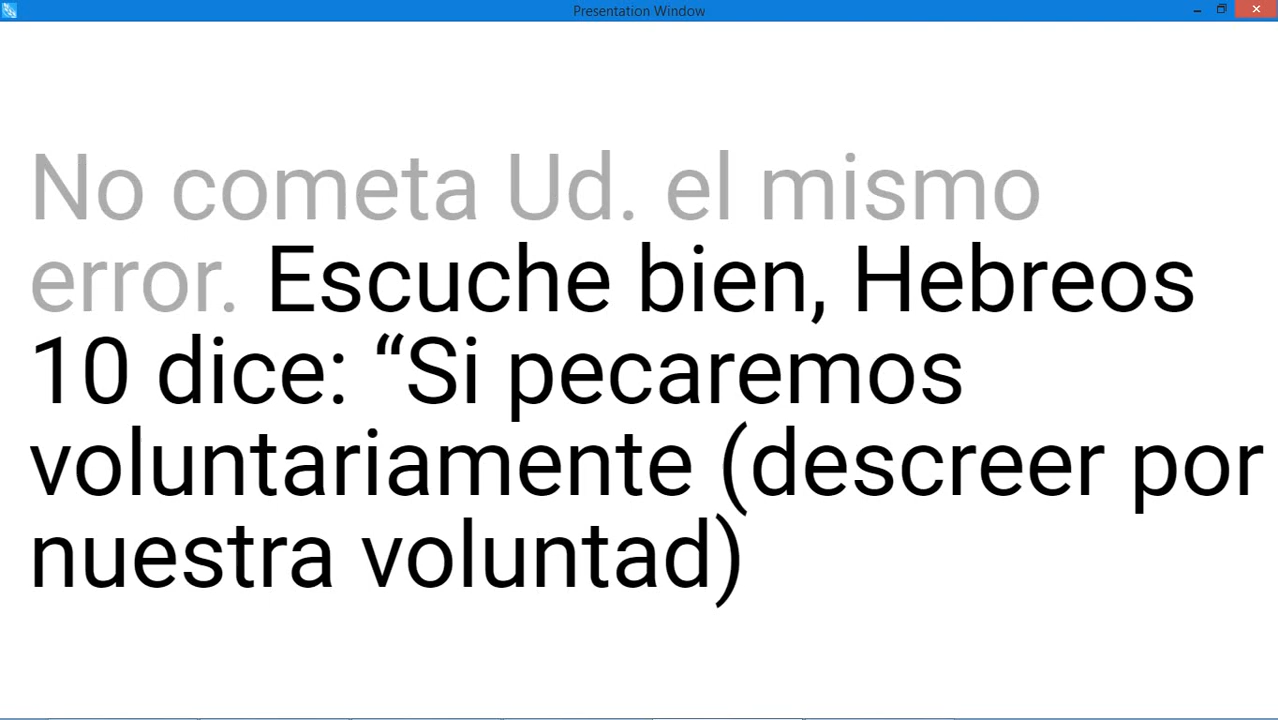 Presentation Window
No cometa Ud. el mismo
error. Escuche bien, Hebreos
10 dice: “Si pecaremos
voluntariamente (descreer por
nuestra voluntad)